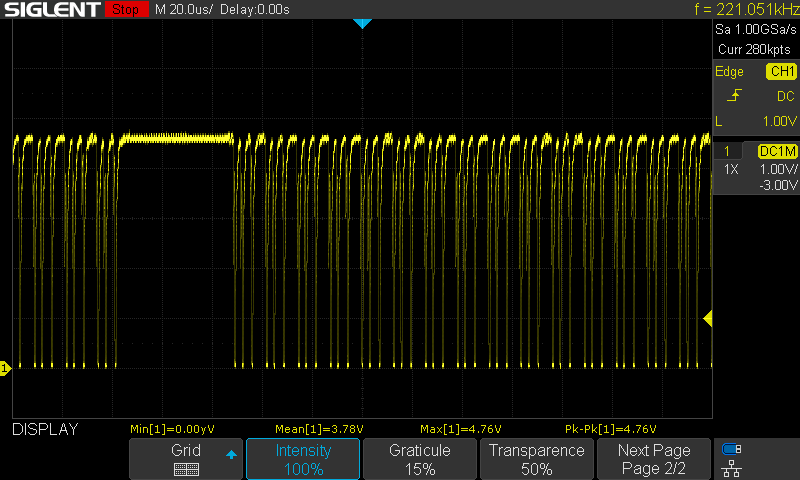 SIGLENT Stop M 20.0us/ Delay:0.00s f = 221.051kHz
Sa 1.00GSa/s
Curr 280kpts
Edge CH1
DC
L 1.00V
1 DC1M
1X 1.00V/
-3.00V
1
DISPLAY Min[1]=0.00yV Mean[1]=3.78V Max[1]=4.76V Pk-Pk[1]=4.76V
Grid Intensity Graticule Transparence Next Page
100% 15% 50% Page 2/2